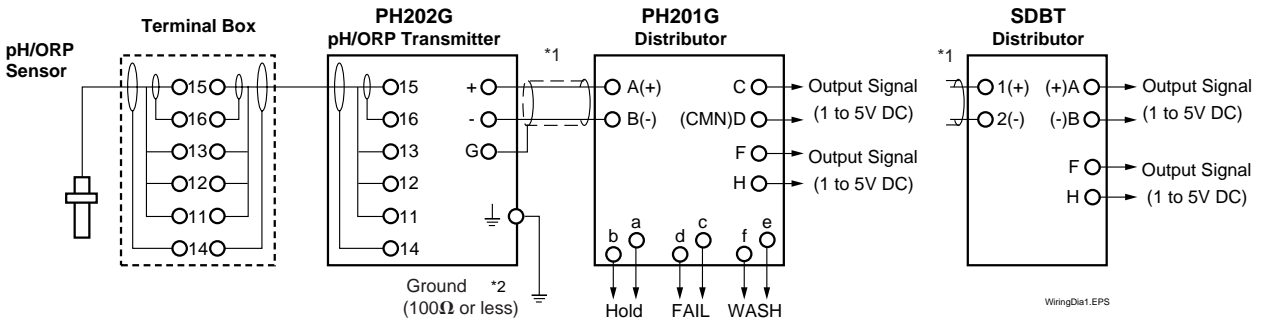 pH/ORP
Sensor
Terminal Box
15
16
13
12
11
14
PH202G
pH/ORP Transmitter
15
16
13
12
11
14
+
-
G
Ground *2
(100Ω or less)
*1
PH201G
Distributor
A(+)
B(-)
C
(CMN)D
F
H
Output Signal
(1 to 5V DC)
Output Signal
(1 to 5V DC)
b a d c f e
Hold FAIL WASH
*1
SDBT
Distributor
1(+)
2(-)
(+)A
(-)B
F
H
Output Signal
(1 to 5V DC)
Output Signal
(1 to 5V DC)
WiringDia1.EPS